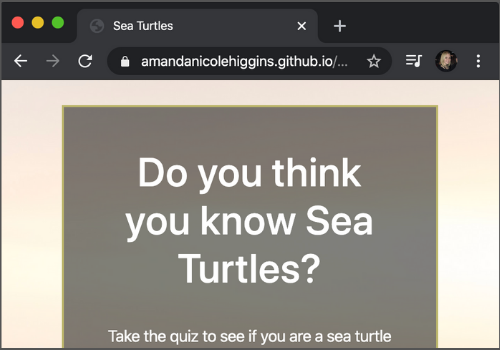 Sea Turtles
amandanicolehiggins.github.io/...
Do you think
you know Sea
Turtles?
Take the quiz to see if you are a sea turtle